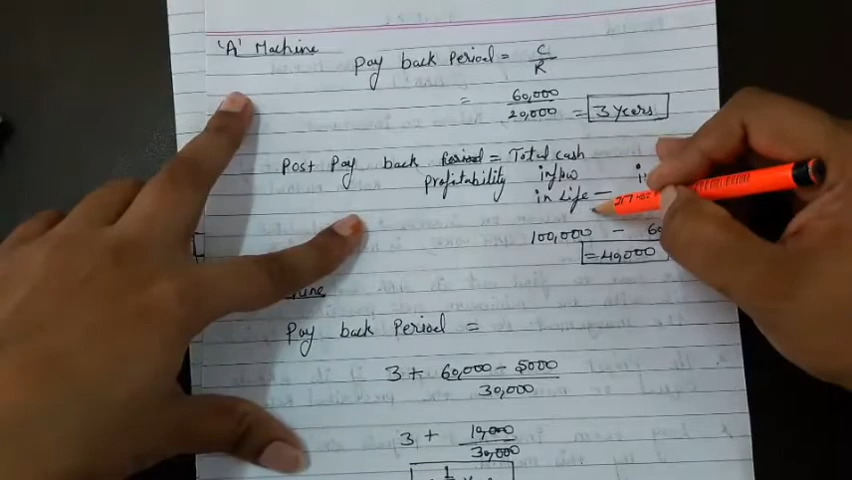 'A' Machine
Pay back Period = C
R
= 60,000
20,000 = 3 years
Post Pay back Period = Total cash
profitability inflow
in Life -
100,000 - 60
= 40,000
Pay back Period =
3 + 60,000 - 5000
30,000
3 + 10,000
30,000
1